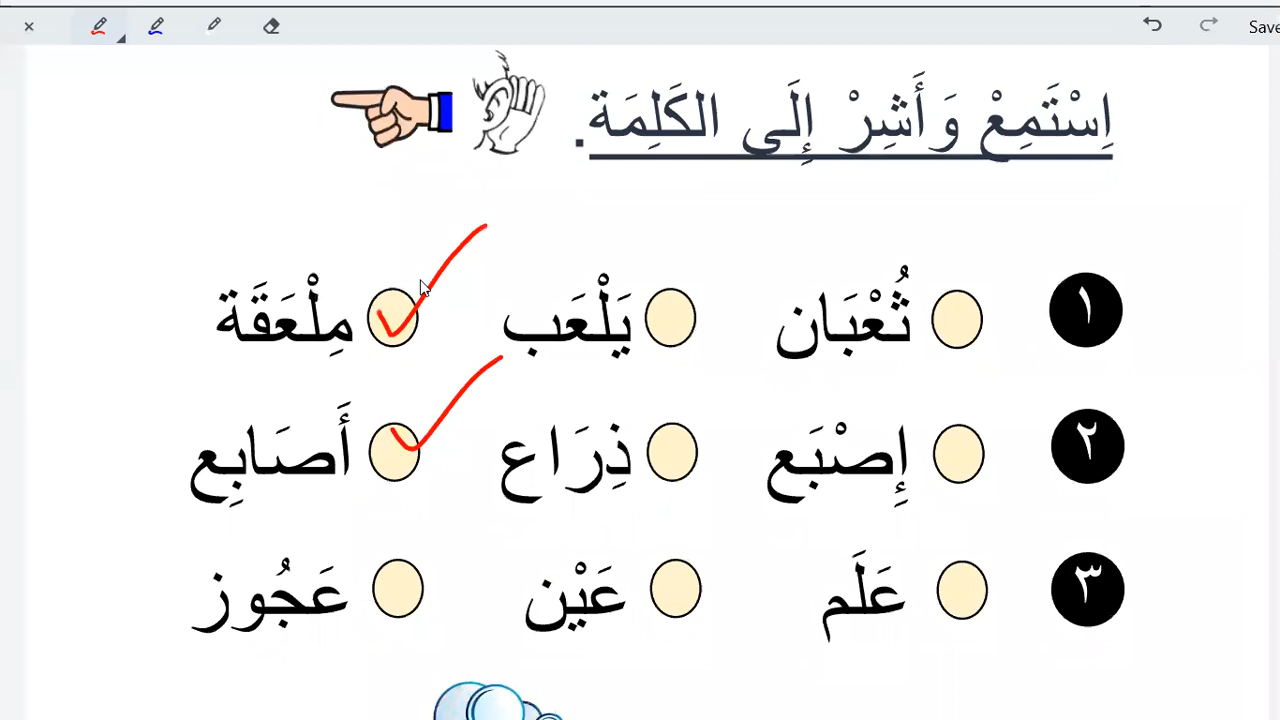 Save
اِسْتَمِعْ وَأَشِرْ إِلَى الكَلِمَة.
١ ثُعْبَان يَلْعَب مِلْعَقَة
٢ إِصْبَع ذِرَاع أَصَابِع
٣ عَلَم عَيْن عَجُوز